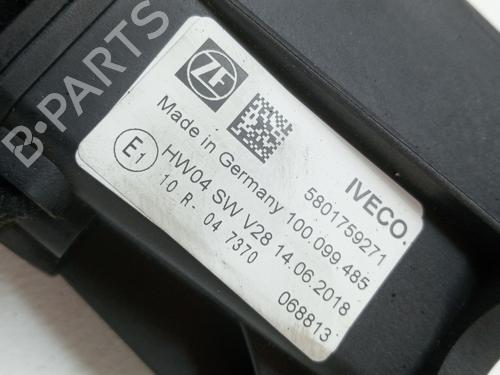 B-PARTS
ZF
IVECO.
5801759271
Made in Germany 100.099.485
E1
HW04 SW V28 14.06.2018
10 R- 04 7370
068813